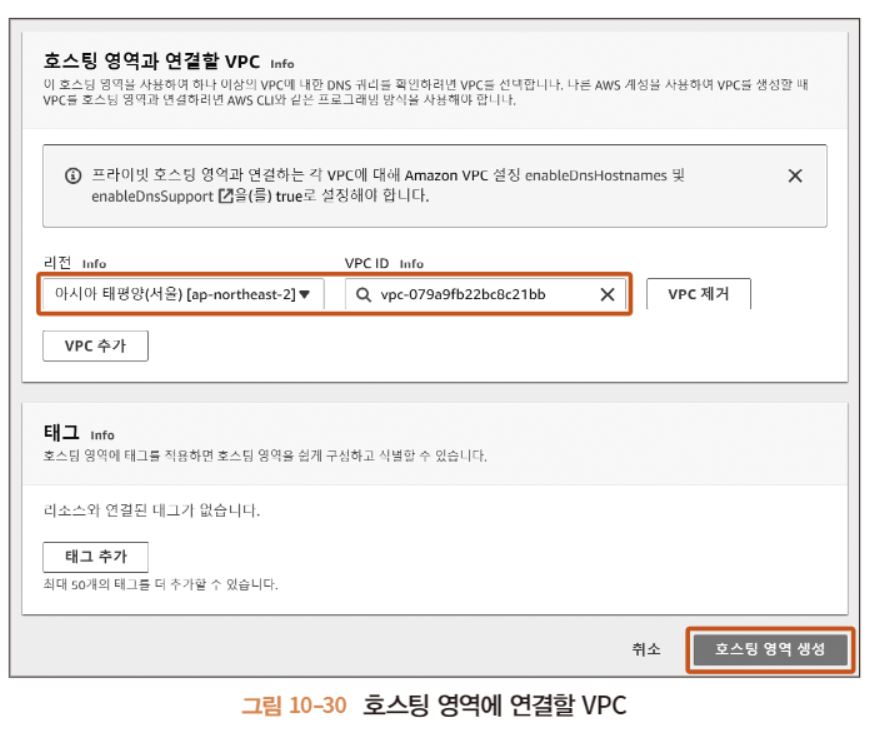 호스팅 영역과 연결할 VPC Info
이 호스팅 영역을 사용하여 하나 이상의 VPC에 대한 DNS 쿼리를 확인하려면 VPC를 선택합니다. 다른 AWS 계정을 사용하여 VPC를 생성할 때
VPC를 호스팅 영역과 연결하려면 AWS CLI와 같은 프로그래밍 방식을 사용해야 합니다.
프라이빗 호스팅 영역과 연결하는 각 VPC에 대해 Amazon VPC 설정 enableDnsHostnames 및
enableDnsSupport 을(를) true로 설정해야 합니다.
리전 Info
VPC ID Info
아시아 태평양(서울) [ap-northeast-2]
vpc-079a9fb22bc8c21bb
VPC 제거
VPC 추가
태그 Info
호스팅 영역에 태그를 적용하면 호스팅 영역을 쉽게 구성하고 식별할 수 있습니다.
리소스와 연결된 태그가 없습니다.
태그 추가
최대 50개의 태그를 더 추가할 수 있습니다.
취소
호스팅 영역 생성
그림 10-30 호스팅 영역에 연결할 VPC